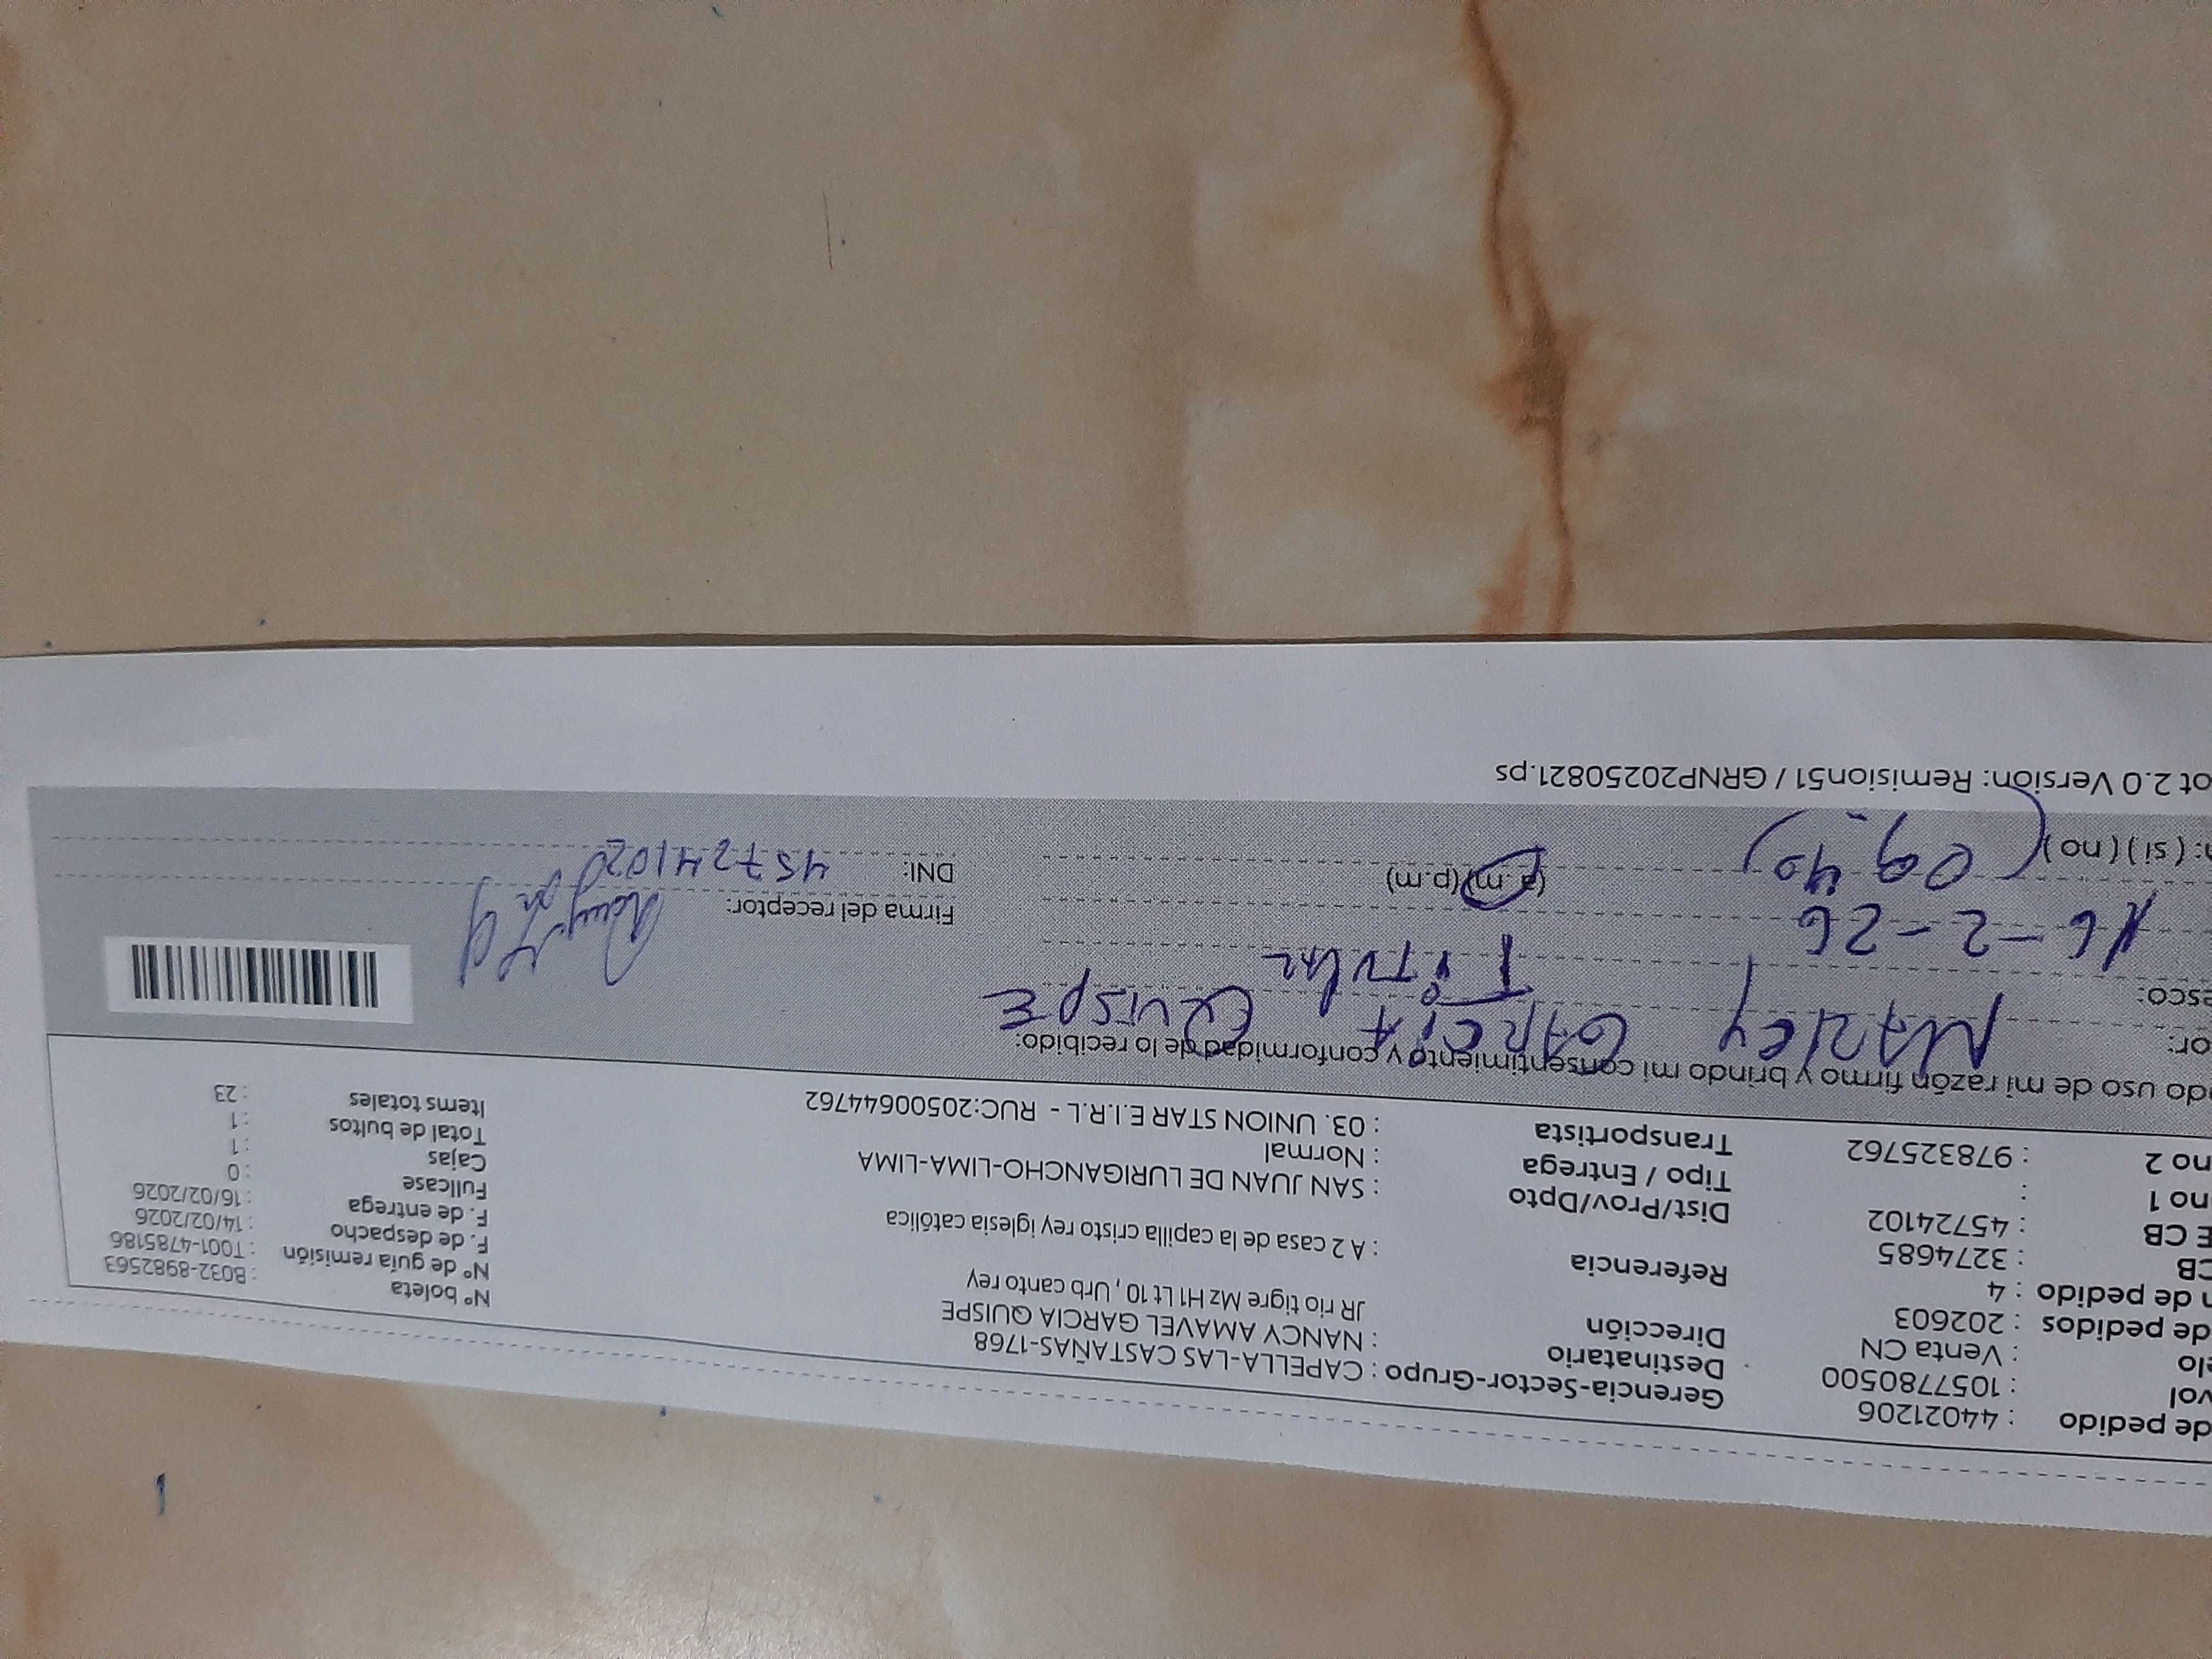 de pedido : 44021206 Gerencia-Sector-Grupo : CAPELLA-LAS CASTAÑAS-1768
vol : 1057780500 Destinatario : NANCY AMAVEL GARCIA QUISPE
elo : Venta CN Dirección JR rio tigre Mz H1 Lt 10 , Urb canto rey
de pedidos : 202603
n de pedido : 4 Referencia : A 2 casa de la capilla cristo rey iglesia católica
CB : 3274685
E CB : 45724102 Dist/Prov/Dpto : SAN JUAN DE LURIGANCHO-LIMA-LIMA
no 1 : Tipo / Entrega : Normal
no 2 : 978325762 Transportista : 03. UNION STAR E.I.R.L - RUC:20500644762
Nº boleta : B032-8982563
Nº de guía remisión : T001-4785186
F. de despacho : 14/02/2026
F. de entrega : 16/02/2026
Fullcase : 0
Cajas : 1
Total de bultos : 1
Items totales : 23
do uso de mi razón firmo y brindo mi consentimiento y conformidad de lo recibido:
or: GARCIA QUISPE
esco: Titular
16-2-26 Firma del receptor:
: ( si ) ( no ) (09 40) (a.m) (p.m) DNI: 45724102
ot 2.0 Versión: Remision51 / GRNP20250821.ps